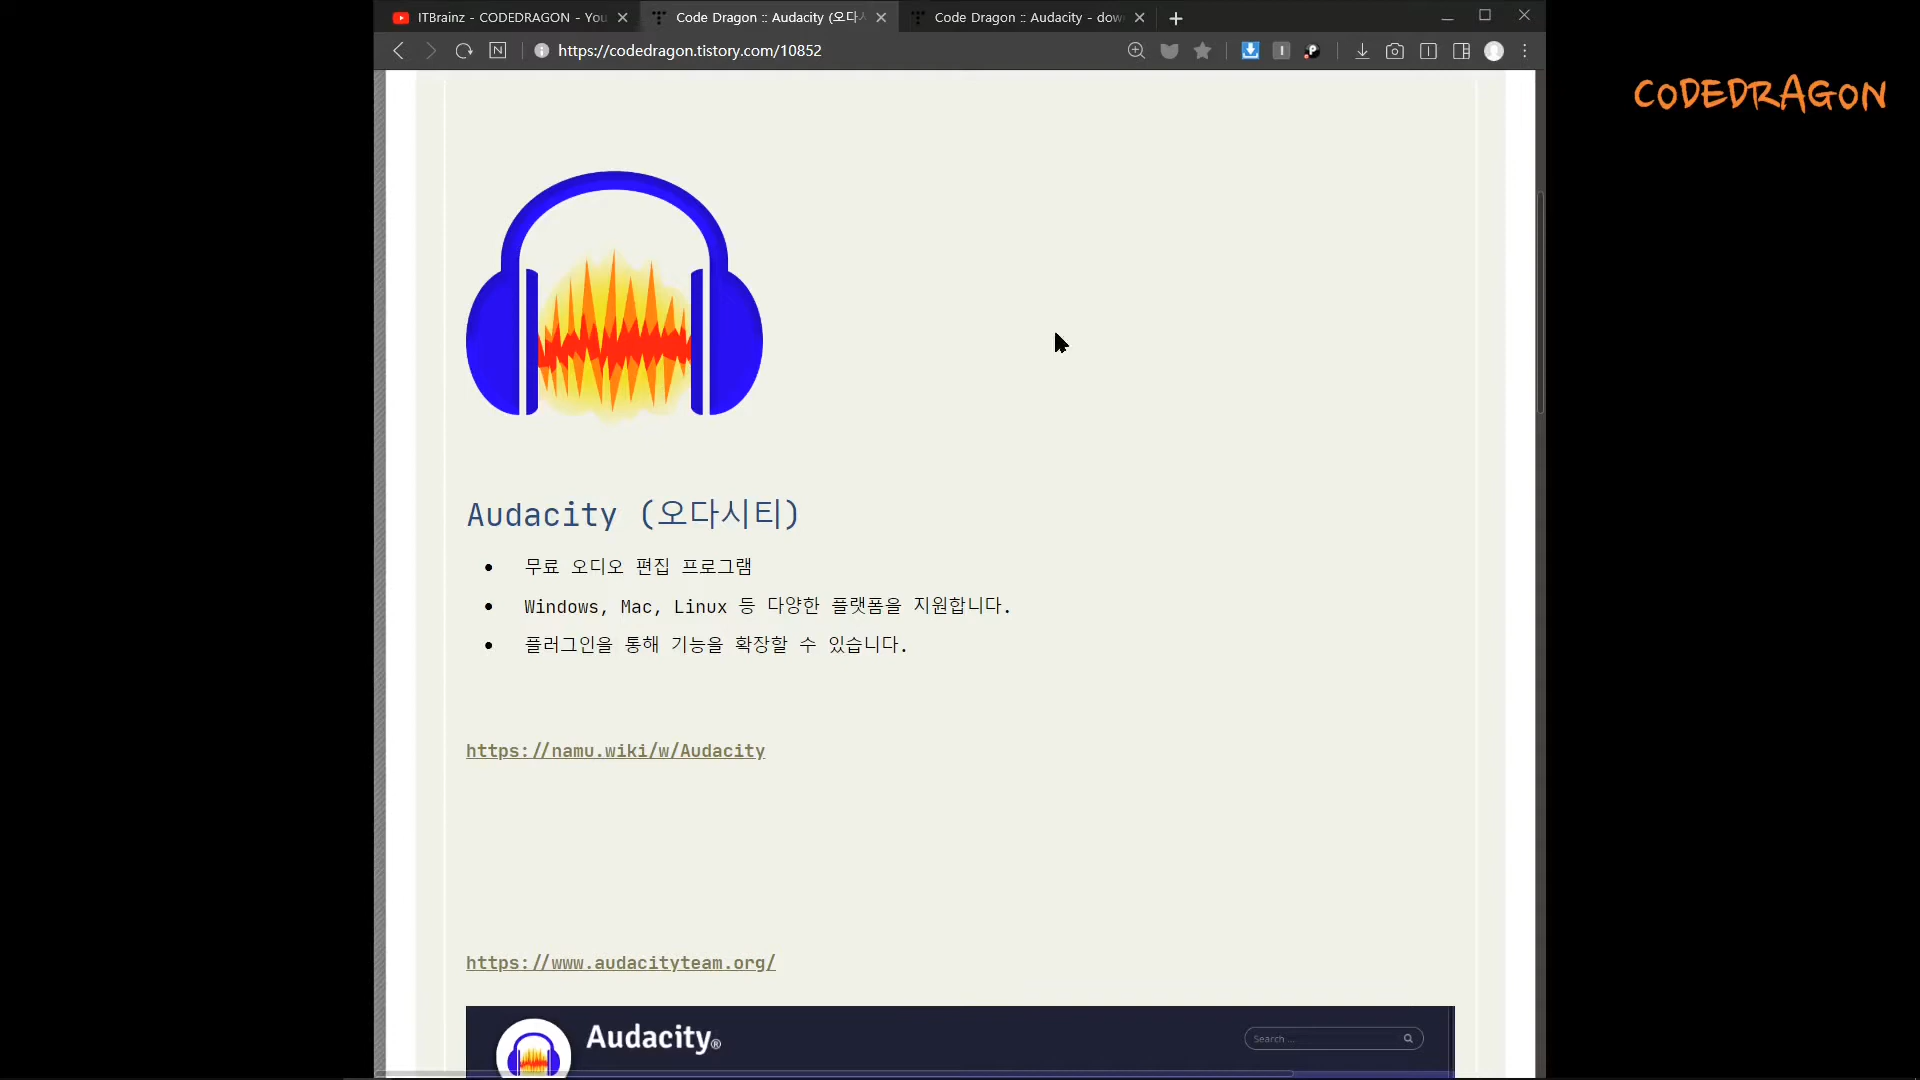 ITBrainz - CODEDRAGON - You
Code Dragon :: Audacity (오다
Code Dragon :: Audacity - dow
N
https://codedragon.tistory.com/10852
CODEDRAGON
Audacity (오다시티)
• 무료 오디오 편집 프로그램
• Windows, Mac, Linux 등 다양한 플랫폼을 지원합니다.
• 플러그인을 통해 기능을 확장할 수 있습니다.
https://namu.wiki/w/Audacity
https://www.audacityteam.org/
Audacity®
Search ...